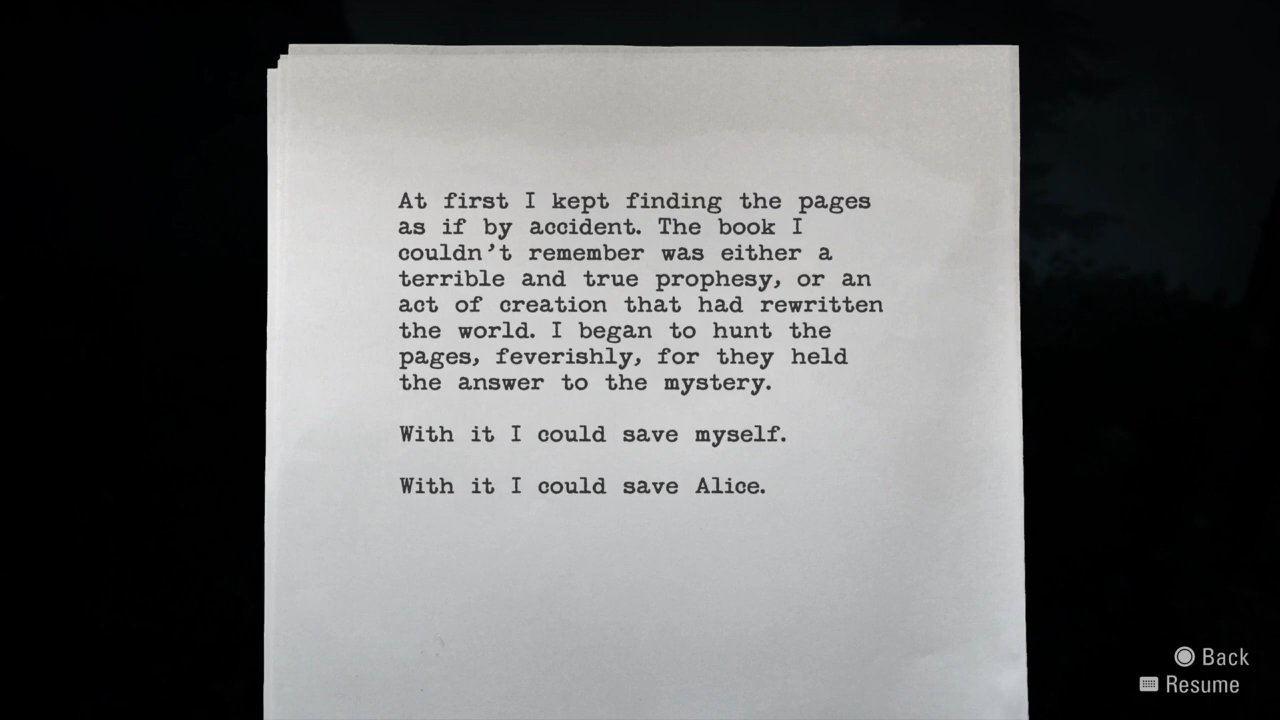 At first I kept finding the pages
as if by accident. The book I
couldn't remember was either a
terrible and true prophesy, or an
act of creation that had rewritten
the world. I began to hunt the
pages, feverishly, for they held
the answer to the mystery.
With it I could save myself.
With it I could save Alice.
Back
Resume